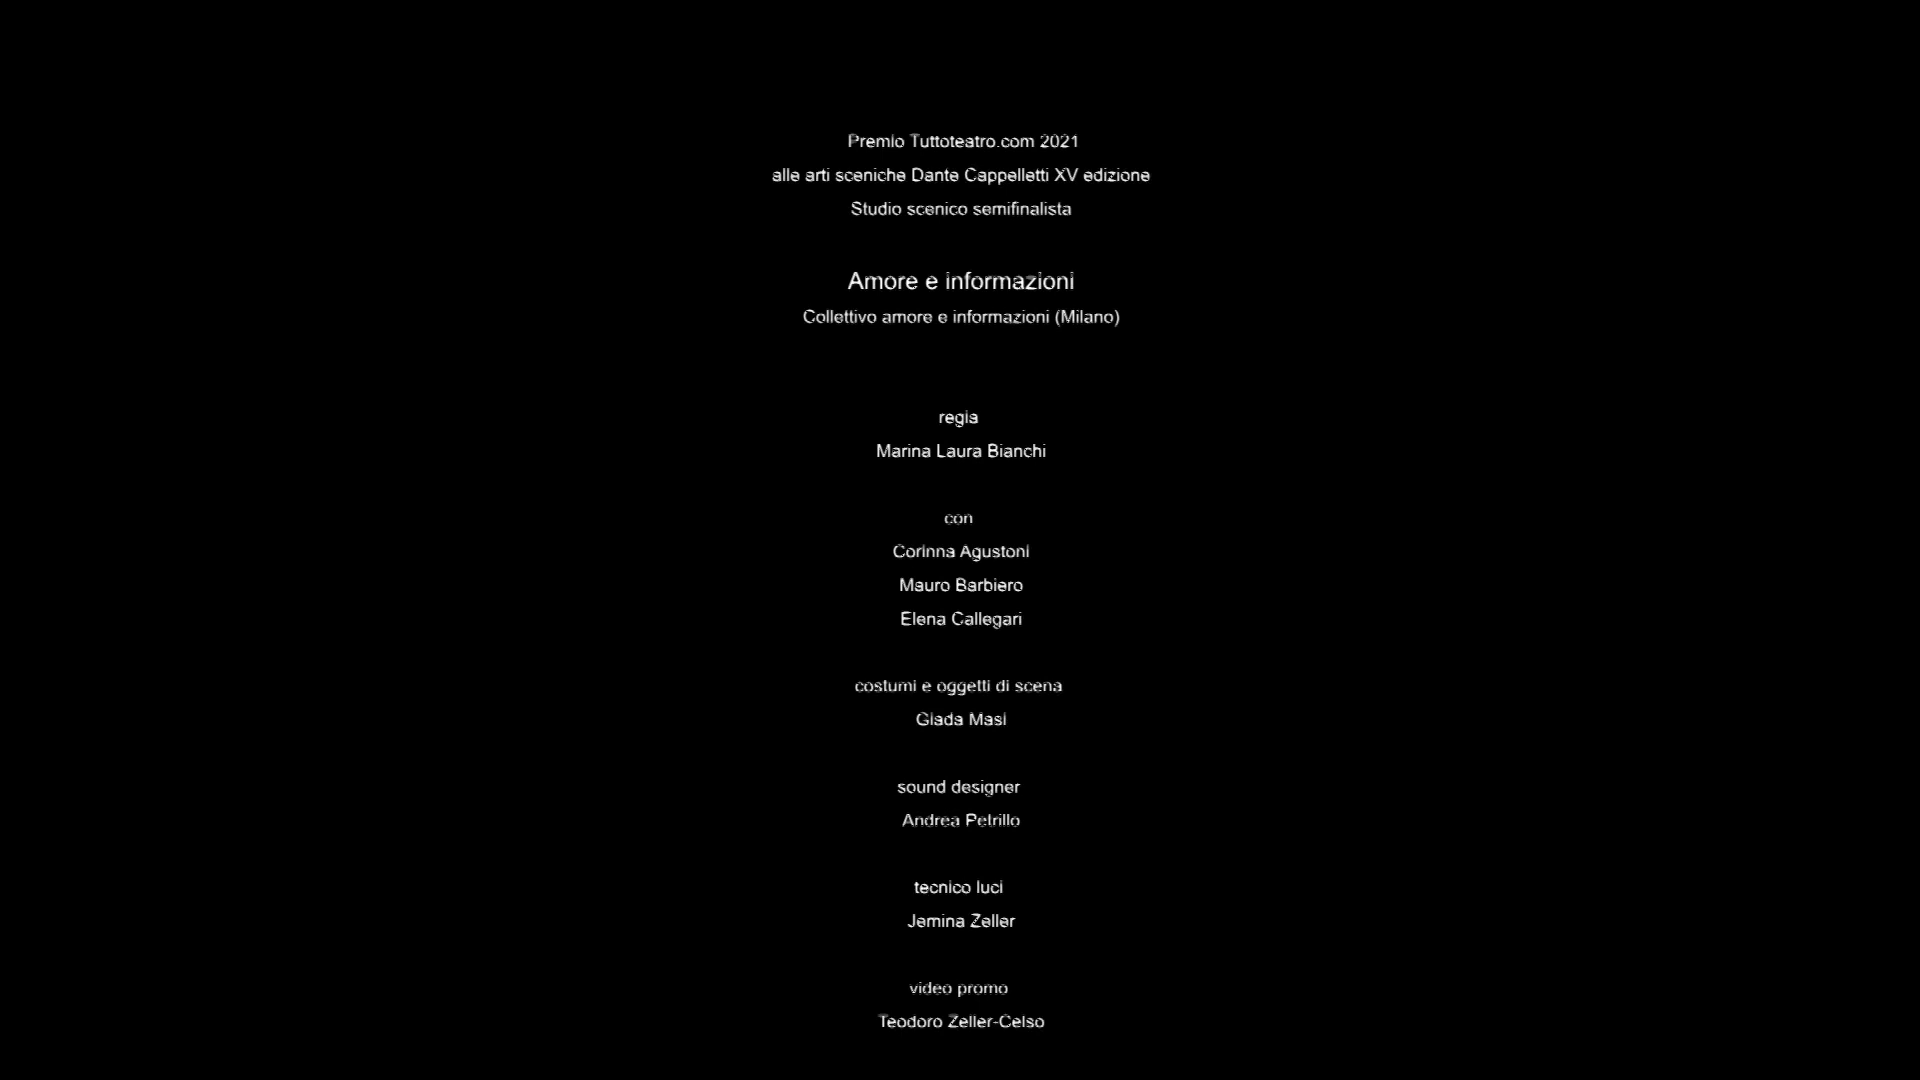 Premio Tuttoteatro.com 2021
alle arti sceniche Dante Cappelletti XV edizione
Studio scenico semifinalista
Amore e informazioni
Collettivo amore e informazioni (Milano)
regia
Marina Laura Bianchi
con
Corinna Agustoni
Mauro Barbiero
Elena Callegari
costumi e oggetti di scena
Giada Masi
sound designer
Andrea Petrillo
tecnico luci
Jemina Zeller
video promo
Teodoro Zeller-Celso